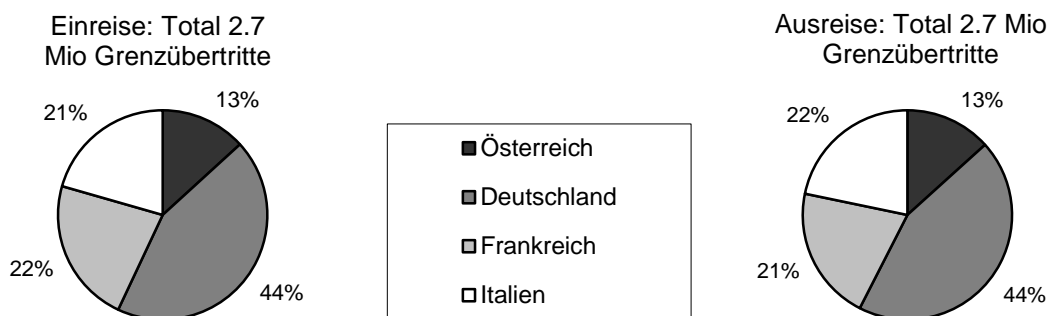 Einreise: Total 2.7
Mio Grenzübertritte
21%
13%
22%
44%
Österreich
Deutschland
Frankreich
Italien
Ausreise: Total 2.7 Mio
Grenzübertritte
22%
13%
21%
44%